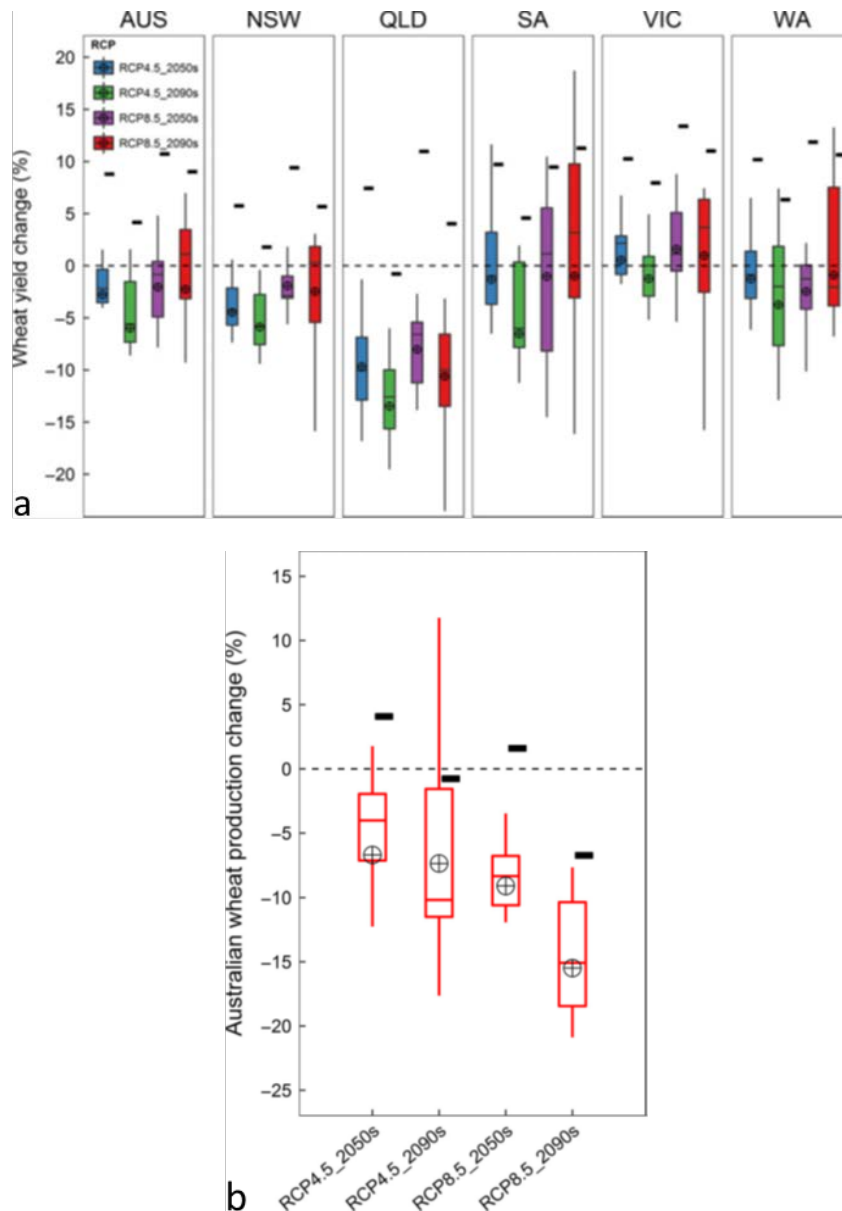 AUS NSW QLD SA VIC WA
Wheat yield change (%)
20
15
10
5
0
−5
−10
−15
−20
RCP
RCP4.5_2050s
RCP4.5_2090s
RCP8.5_2050s
RCP8.5_2090s
a
Australian wheat production change (%)
15
10
5
0
−5
−10
−15
−20
−25
RCP4.5_2050s
RCP4.5_2090s
RCP8.5_2050s
RCP8.5_2090s
b